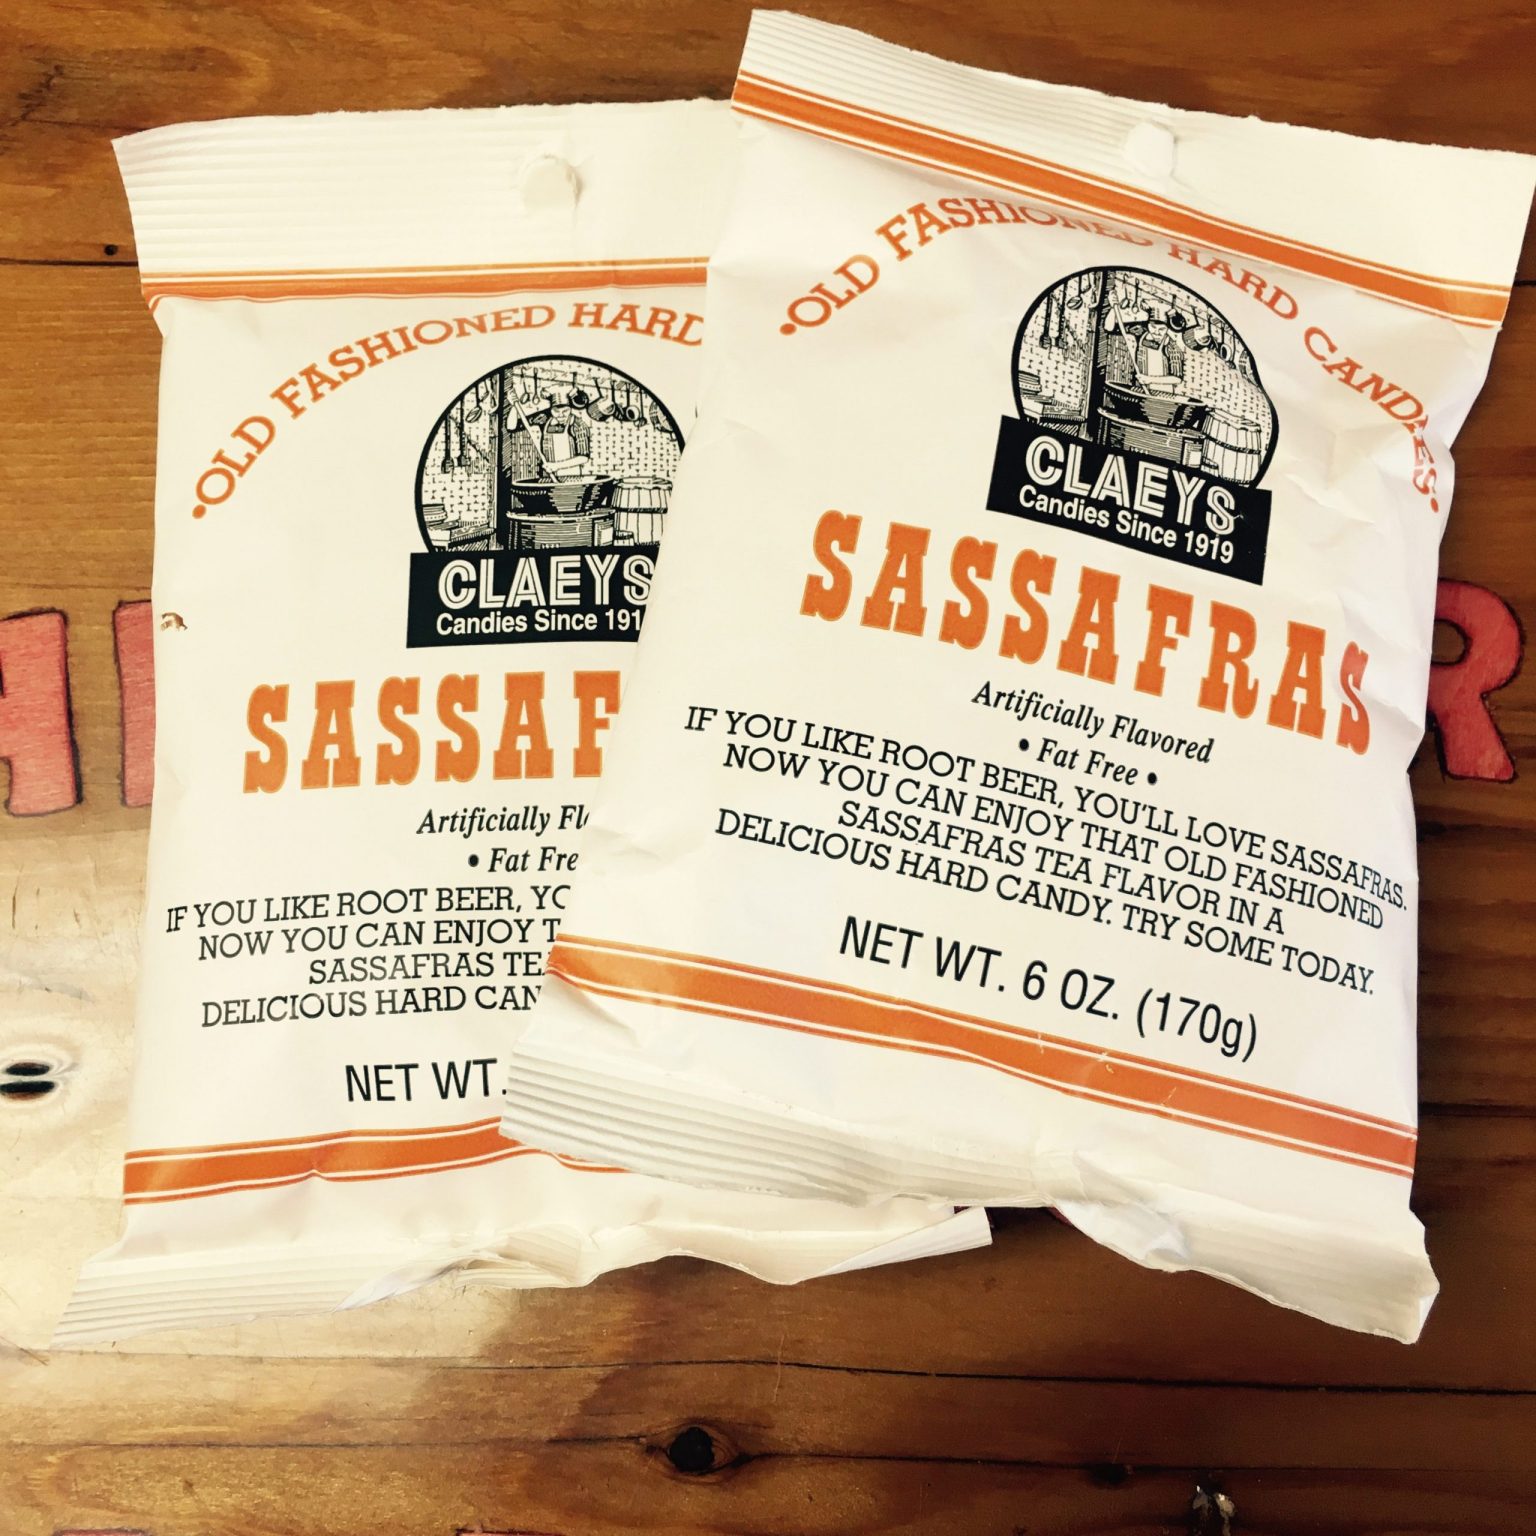 •OLD FASHIONED HARD
CLAEYS
Candies Since 191
SASSAF
Artificially Fl
• Fat Fre
IF YOU LIKE ROOT BEER, YO
NOW YOU CAN ENJOY T
SASSAFRAS TEA
DELICIOUS HARD CAN
NET WT.
•OLD FASHIONED HARD CANDIES•
CLAEYS
Candies Since 1919
SASSAFRAS
Artificially Flavored
• Fat Free •
IF YOU LIKE ROOT BEER, YOU'LL LOVE SASSAFRAS.
NOW YOU CAN ENJOY THAT OLD FASHIONED
SASSAFRAS TEA FLAVOR IN A
DELICIOUS HARD CANDY. TRY SOME TODAY.
NET WT. 6 OZ. (170g)